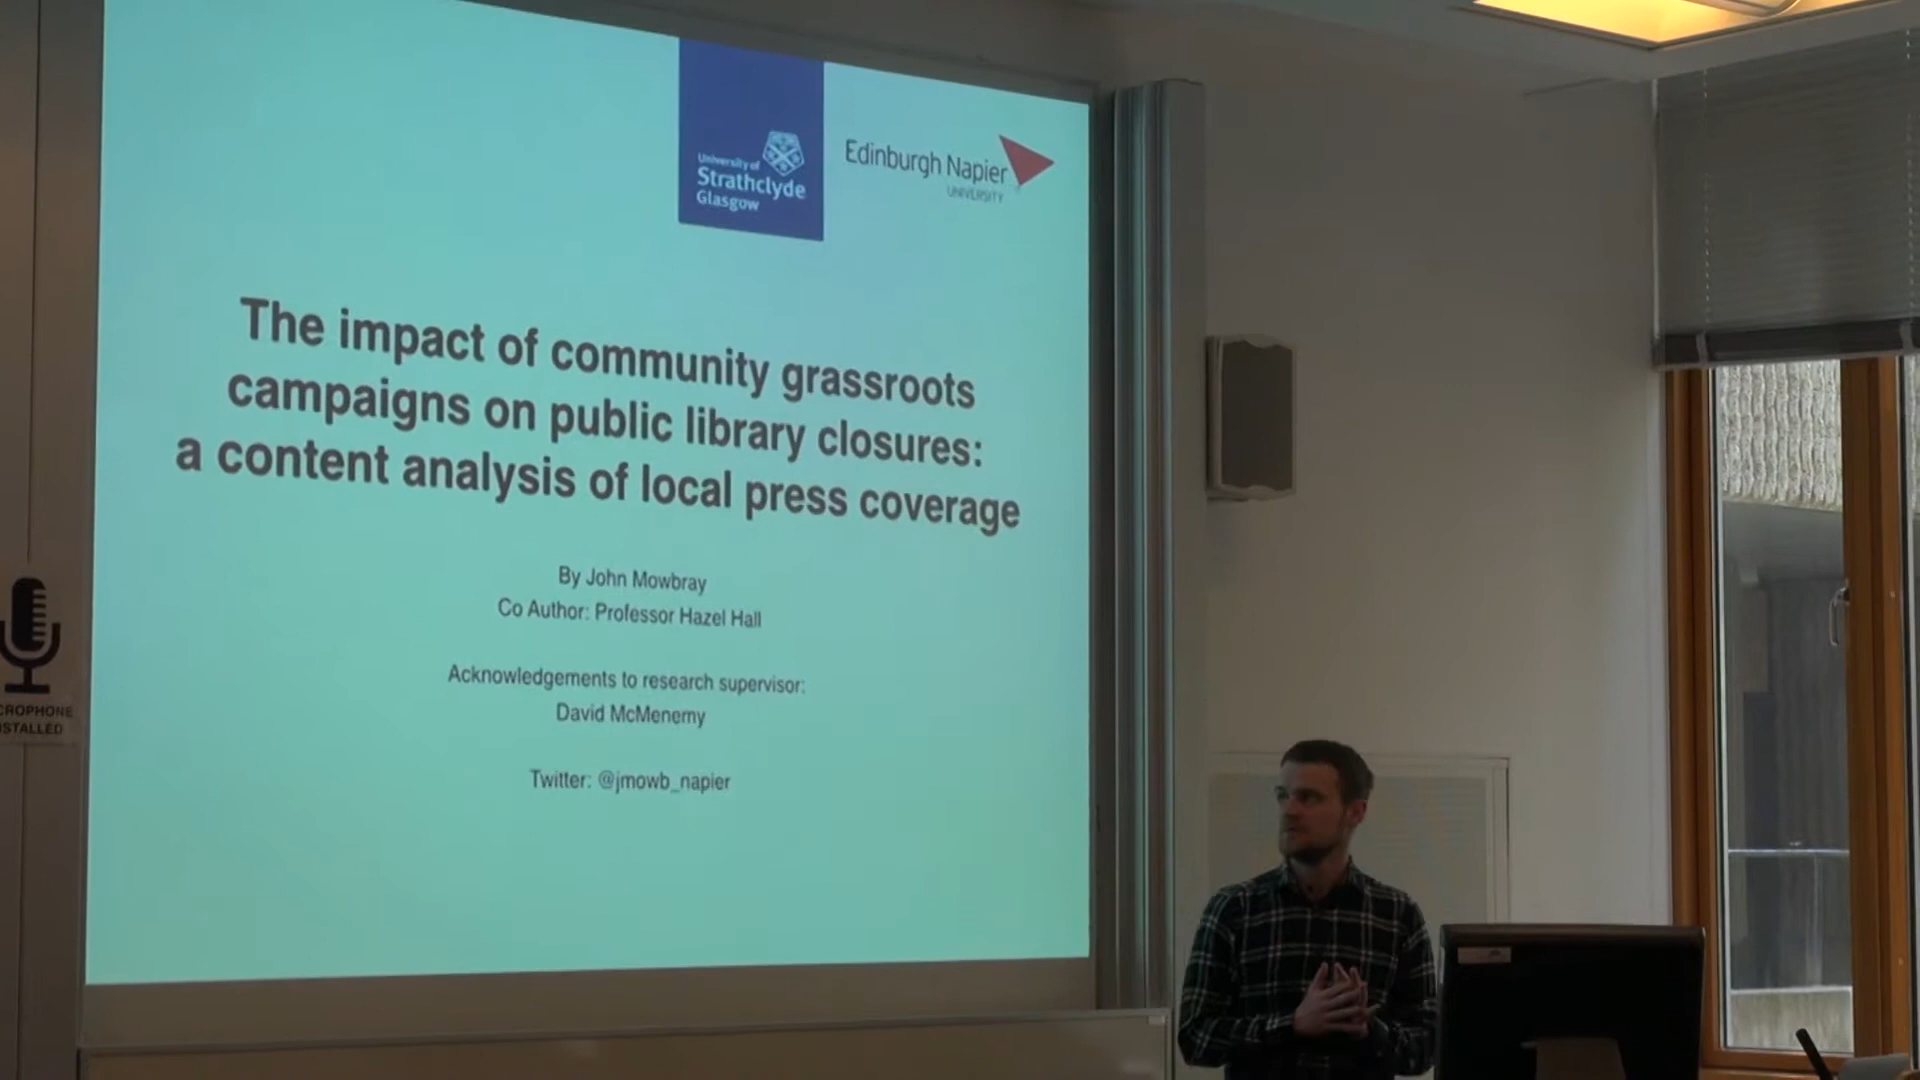 University of
Strathclyde
Glasgow
Edinburgh Napier
UNIVERSITY
The impact of community grassroots
campaigns on public library closures:
a content analysis of local press coverage
By John Mowbray
Co Author: Professor Hazel Hall
Acknowledgements to research supervisor:
David McMenemy
Twitter: @jmowb_napier
CROPHONE
STALLED